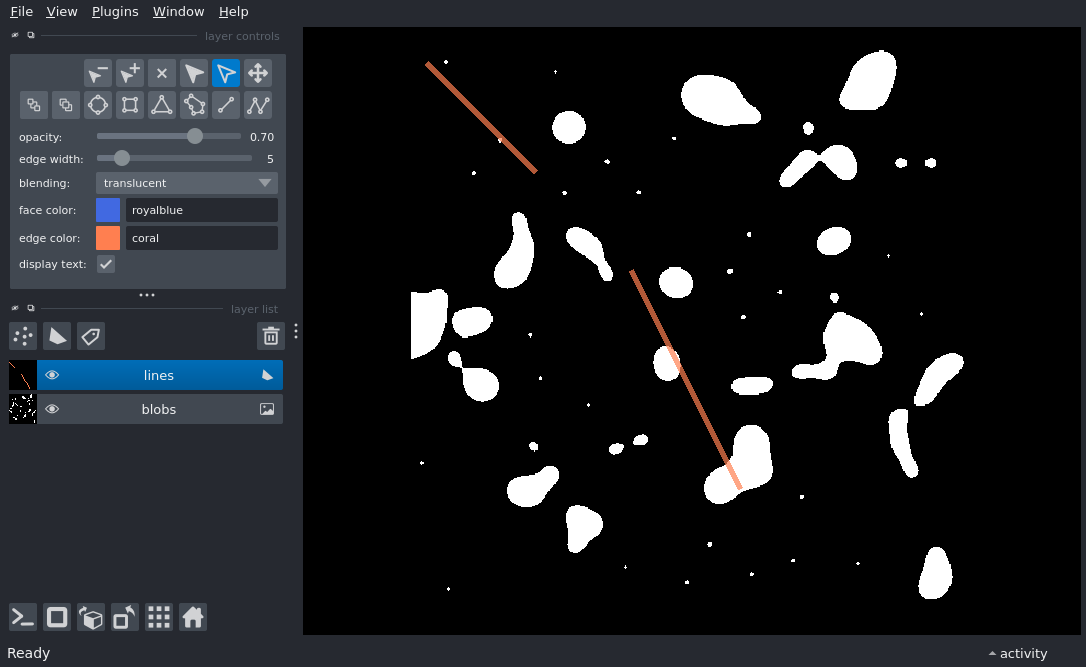 File View Plugins Window Help
layer controls
opacity: 0.70
edge width: 5
blending: translucent
face color: royalblue
edge color: coral
display text:
layer list
lines
blobs
Ready
activity